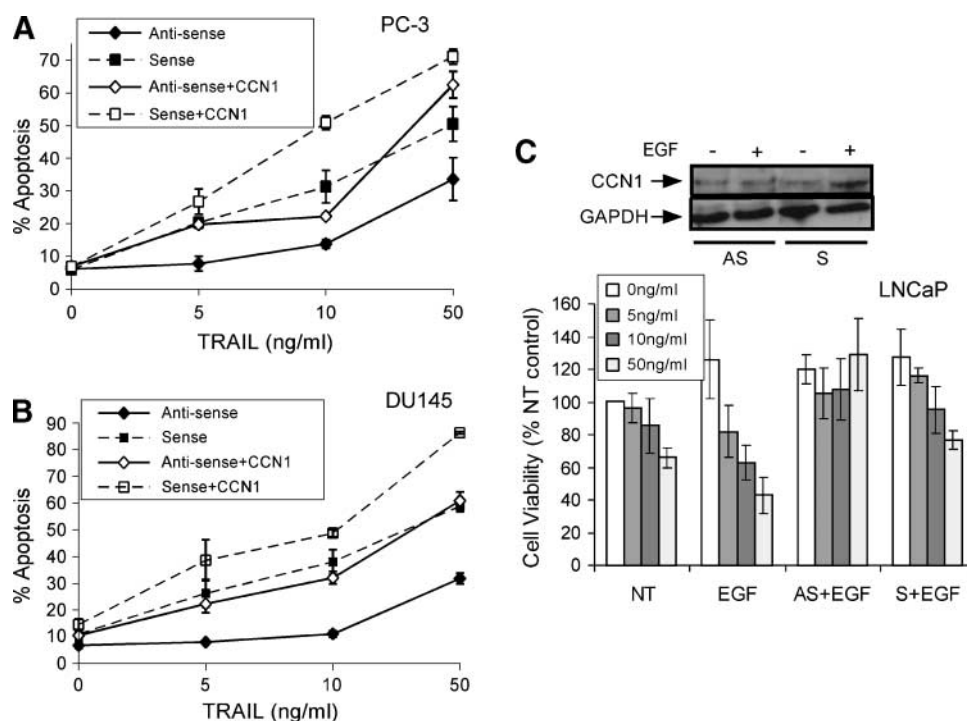 A
PC-3
Anti-sense
Sense
Anti-sense+CCN1
Sense+CCN1
% Apoptosis
70
60
50
40
30
20
10
0
0 5 10 50
TRAIL (ng/ml)
B
DU145
Anti-sense
Sense
Anti-sense+CCN1
Sense+CCN1
% Apoptosis
90
80
70
60
50
40
30
20
10
0
0 5 10 50
TRAIL (ng/ml)
C
EGF - + - +
CCN1
GAPDH
AS S
LNCaP
0ng/ml
5ng/ml
10ng/ml
50ng/ml
Cell Viability (% NT control)
160
140
120
100
80
60
40
20
0
NT EGF AS+EGF S+EGF